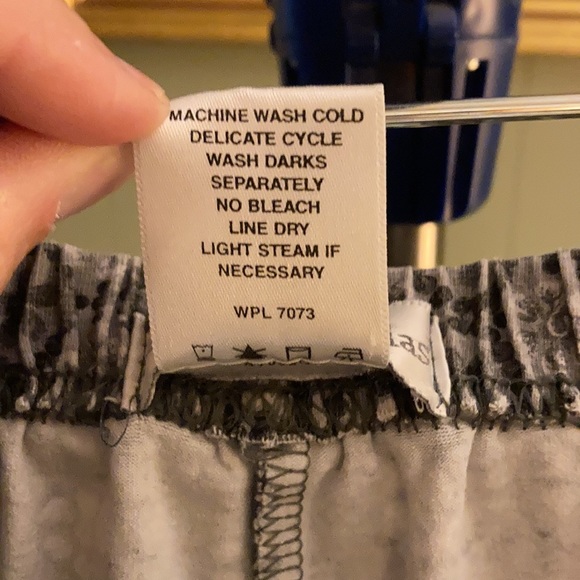 MACHINE WASH COLD
DELICATE CYCLE
WASH DARKS
SEPARATELY
NO BLEACH
LINE DRY
LIGHT STEAM IF
NECESSARY
WPL 7073